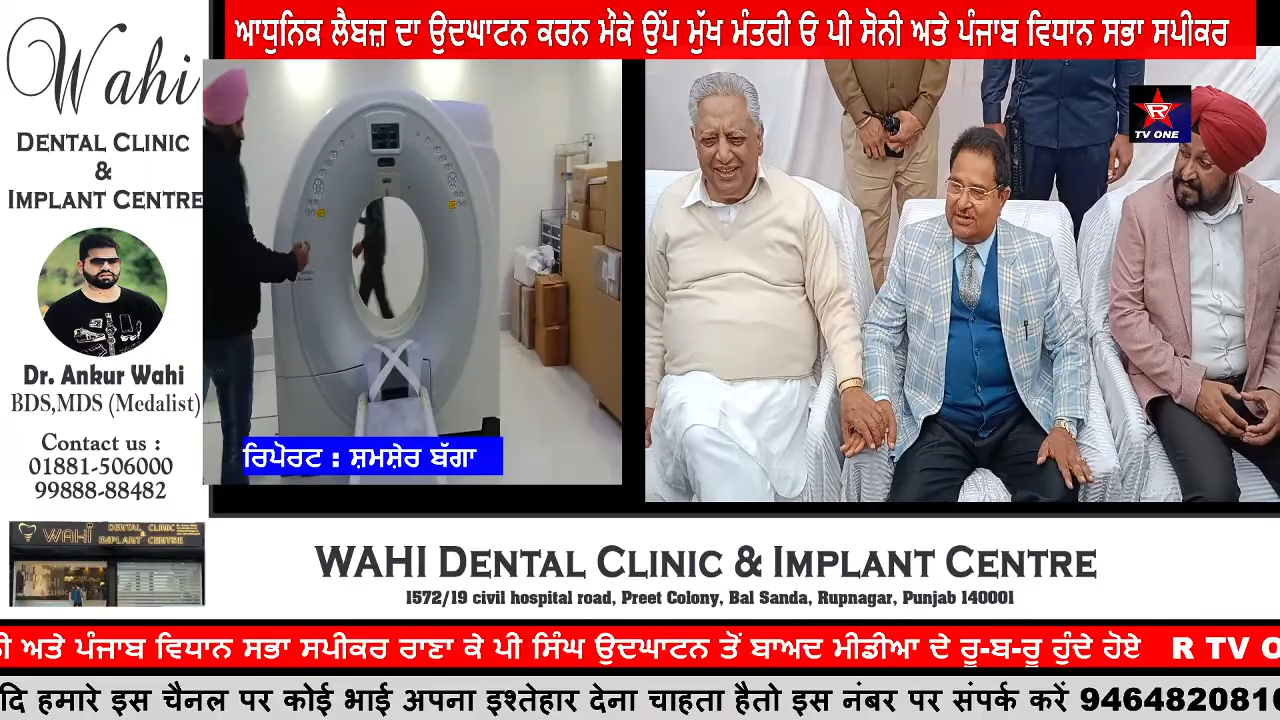 ਆਧੁਨਿਕ ਲੈਬਜ਼ ਦਾ ਉਦਘਾਟਨ ਕਰਨ ਮੌਕੇ ਉੱਪ ਮੁੱਖ ਮੰਤਰੀ ਓ ਪੀ ਸੋਨੀ ਅਤੇ ਪੰਜਾਬ ਵਿਧਾਨ ਸਭਾ ਸਪੀਕਰ
Wahi
DENTAL CLINIC
&
IMPLANT CENTRE
R
TV ONE
Dr. Ankur Wahi
BDS,MDS (Medalist)
Contact us :
01881-506000
99888-88482
ਰਿਪੋਰਟ : ਸ਼ਮਸ਼ੇਰ ਬੱਗਾ
WAHI DENTAL CLINIC
& IMPLANT CENTRE
WAHI DENTAL CLINIC & IMPLANT CENTRE
1572/19 civil hospital road, Preet Colony, Bal Sanda, Rupnagar, Punjab 140001
ਅਤੇ ਪੰਜਾਬ ਵਿਧਾਨ ਸਭਾ ਸਪੀਕਰ ਰਾਣਾ ਕੇ ਪੀ ਸਿੰਘ ਉਦਘਾਟਨ ਤੋਂ ਬਾਅਦ ਮੀਡੀਆ ਦੇ ਰੂ-ਬ-ਰੂ ਹੁੰਦੇ ਹੋਏ R TV O
दि हमारे इस चैनल पर कोई भाई अपना इश्तेहार देना चाहता हैतो इस नंबर पर संपर्क करें 946482081